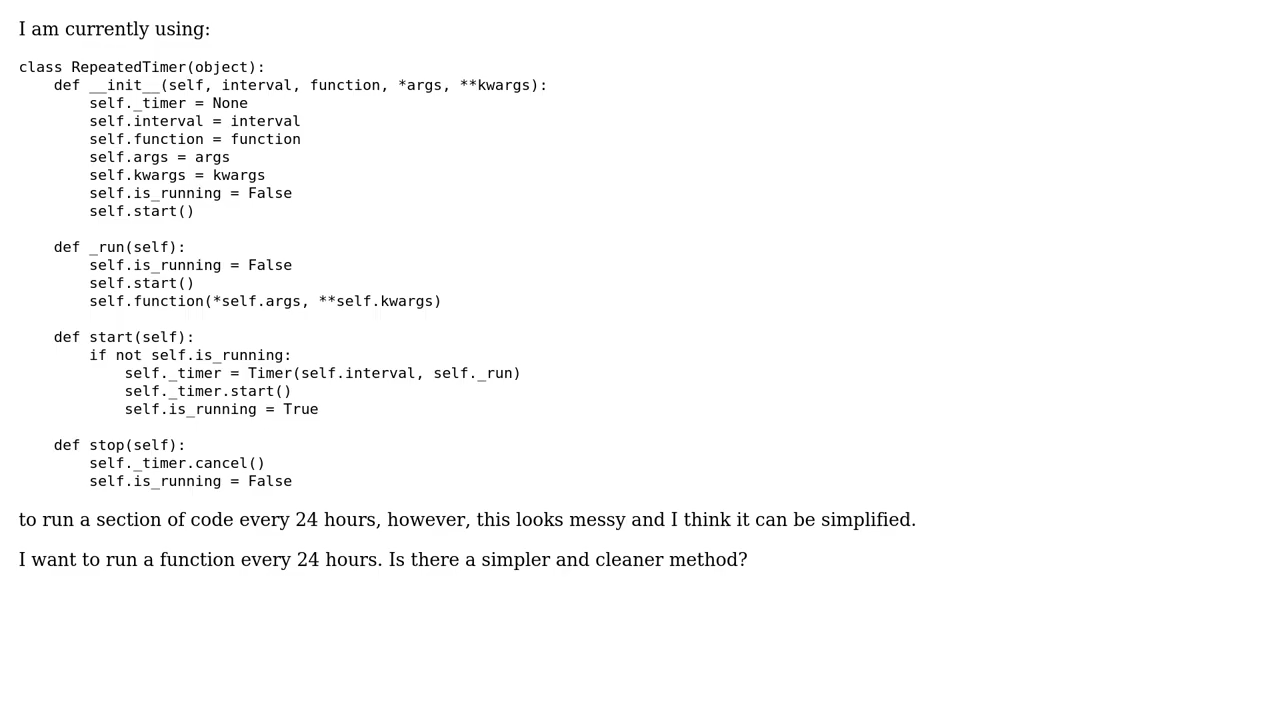 I am currently using:
class RepeatedTimer(object):
    def __init__(self, interval, function, *args, **kwargs):
        self._timer = None
        self.interval = interval
        self.function = function
        self.args = args
        self.kwargs = kwargs
        self.is_running = False
        self.start()
    def _run(self):
        self.is_running = False
        self.start()
        self.function(*self.args, **self.kwargs)
    def start(self):
        if not self.is_running:
            self._timer = Timer(self.interval, self._run)
            self._timer.start()
            self.is_running = True
    def stop(self):
        self._timer.cancel()
        self.is_running = False
to run a section of code every 24 hours, however, this looks messy and I think it can be simplified.
I want to run a function every 24 hours. Is there a simpler and cleaner method?